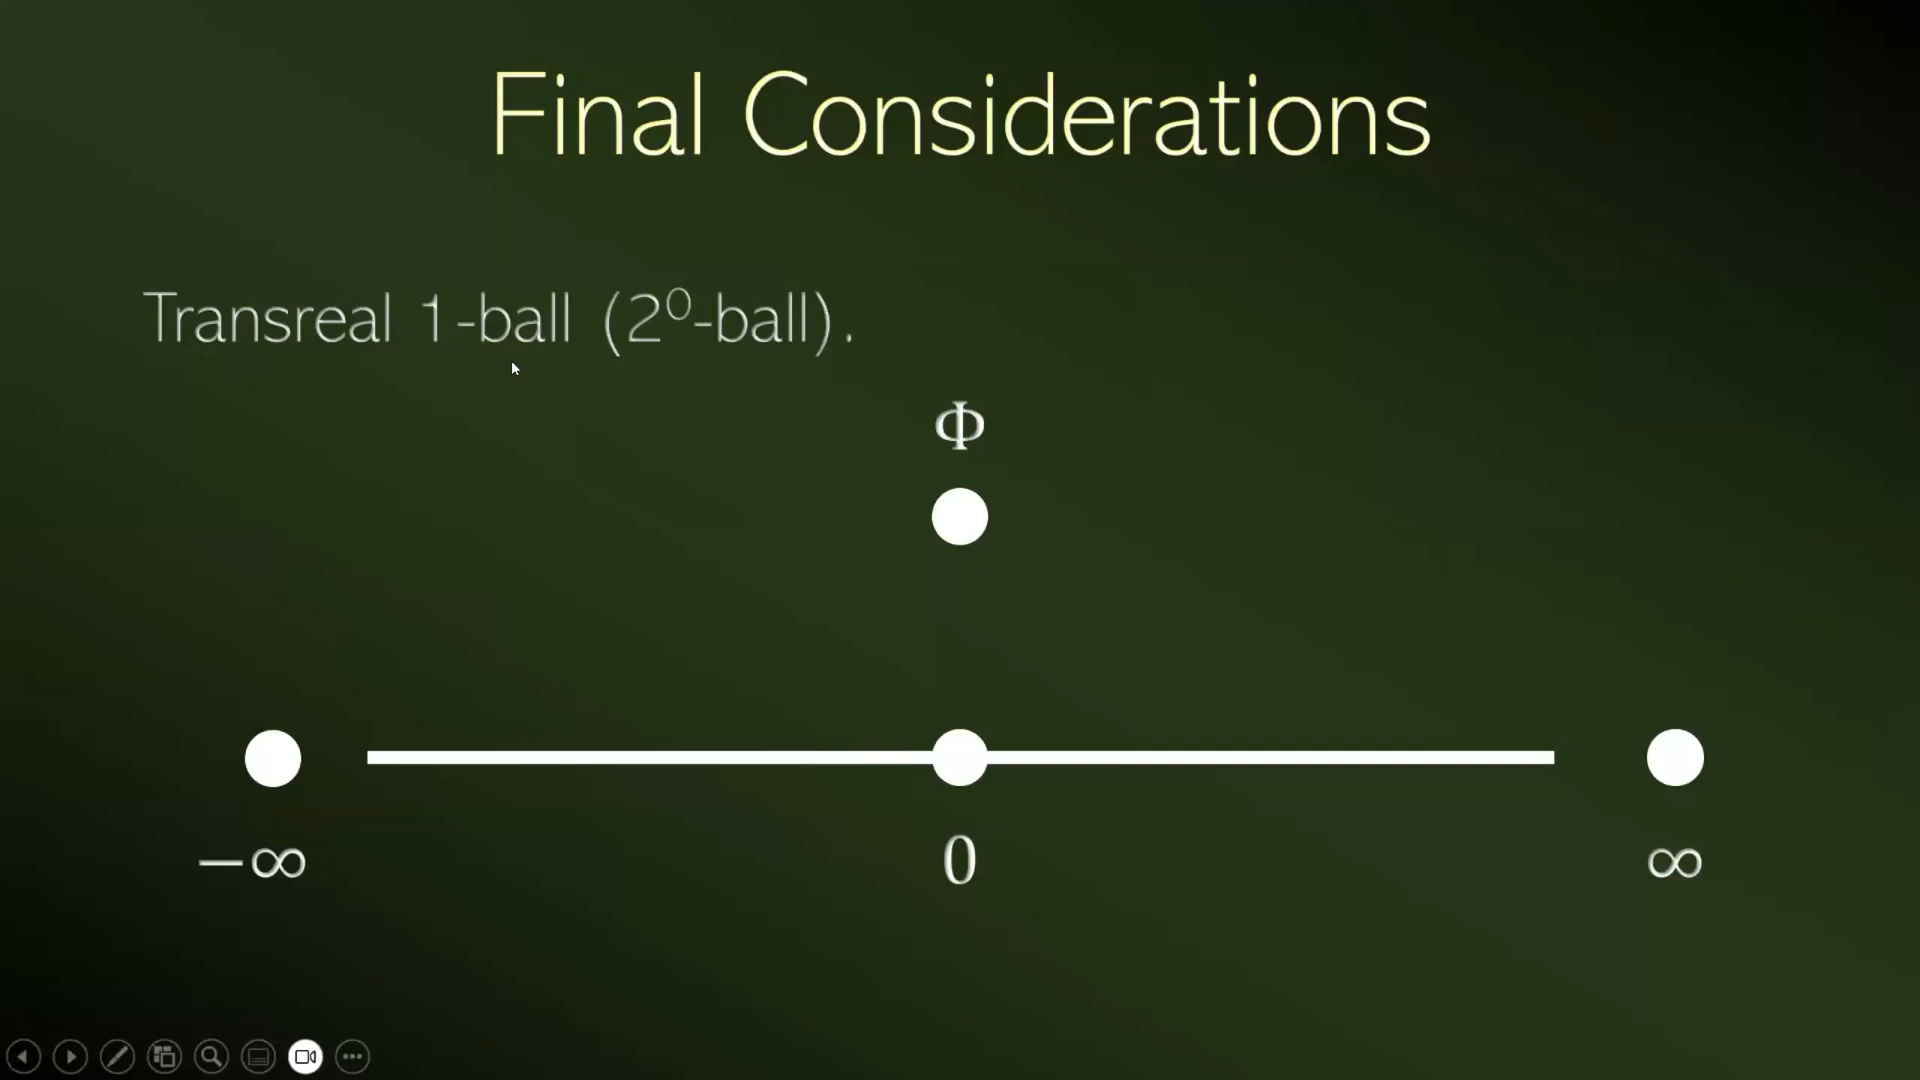 Final Considerations
Transreal 1-ball (2⁰-ball).
Φ
−∞ 0 ∞